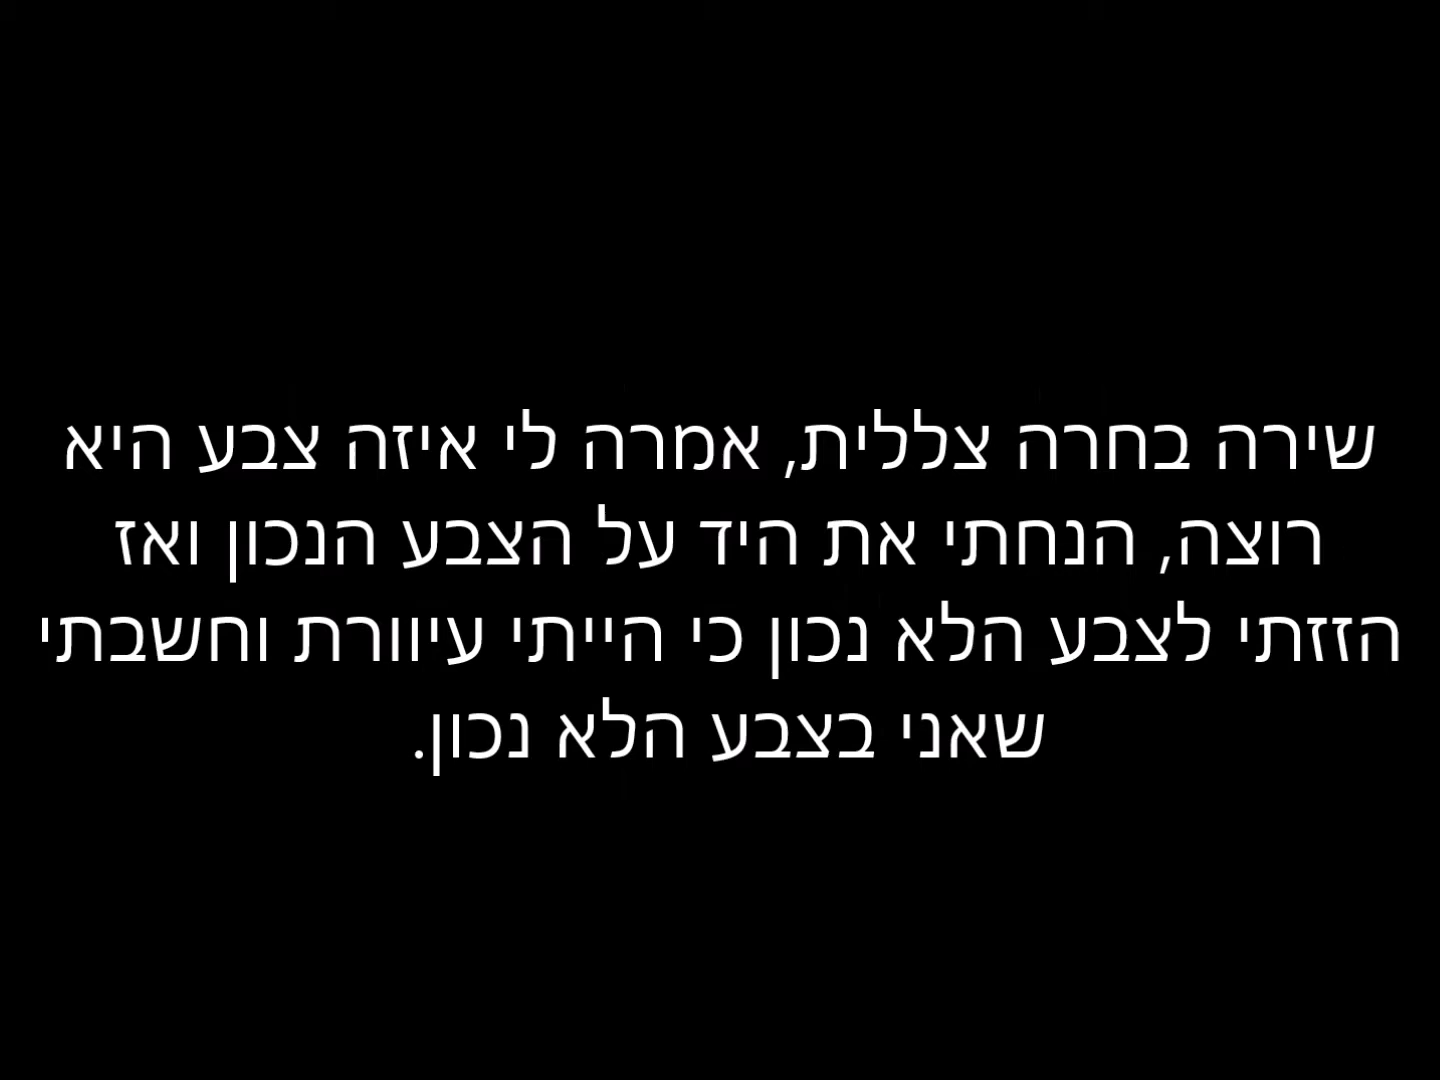 שירה בחרה צללית, אמרה לי איזה צבע היא
רוצה, הנחתי את היד על הצבע הנכון ואז
הזזתי לצבע הלא נכון כי הייתי עיוורת וחשבתי
שאני בצבע הלא נכון.